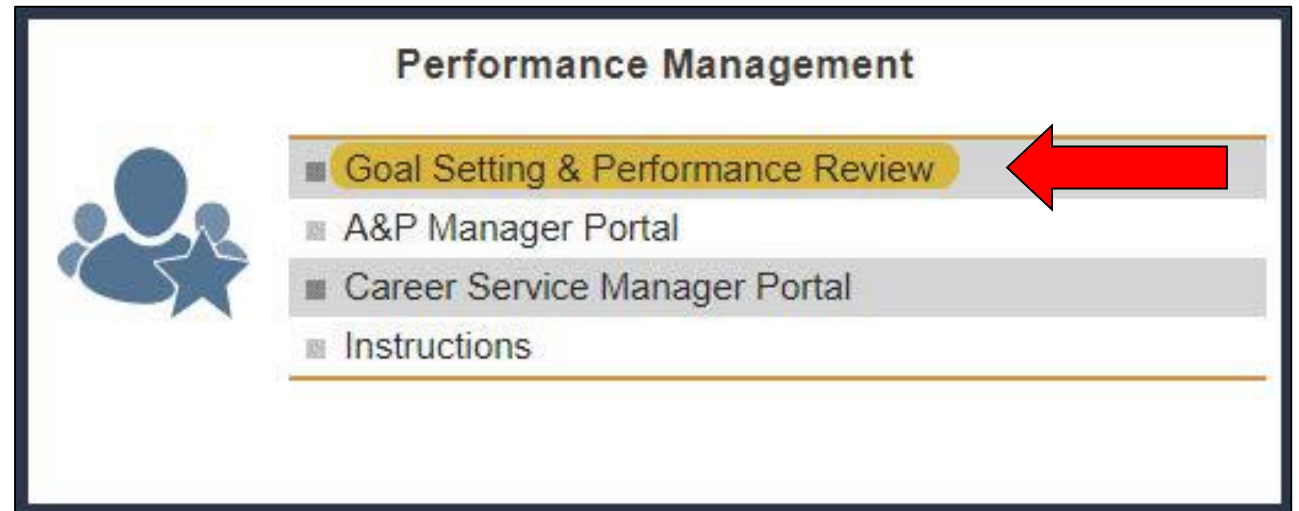 Performance Management
Goal Setting & Performance Review
A&P Manager Portal
Career Service Manager Portal
Instructions